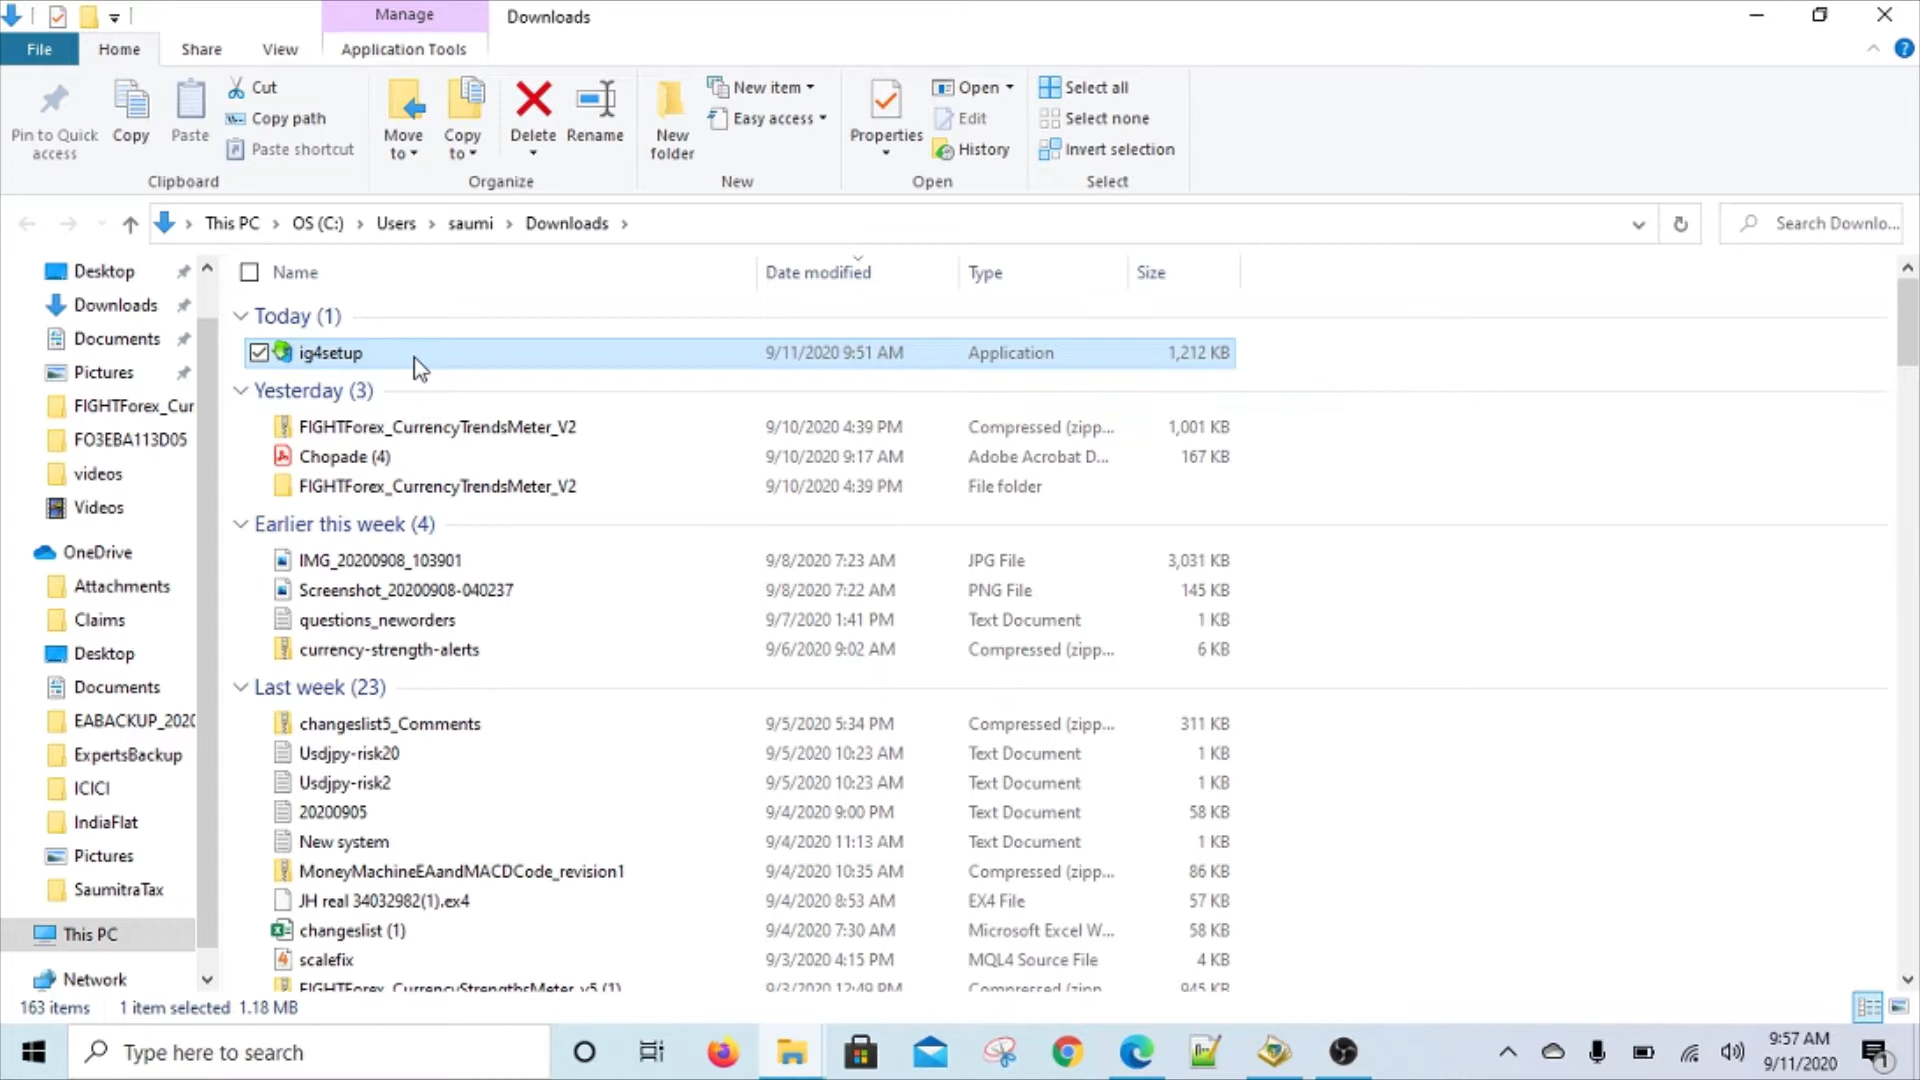 Manage
Downloads
File
Home
Share
View
Application Tools
Pin to Quick access
Copy
Paste
Cut
Copy path
Paste shortcut
Clipboard
Move to
Copy to
Delete
Rename
Organize
New folder
New item
Easy access
New
Properties
Open
Edit
History
Open
Select all
Select none
Invert selection
Select
This PC > OS (C:) > Users > saumi > Downloads >
Search Downlo...
Desktop
Downloads
Documents
Pictures
FIGHTForex_Cur
FO3EBA113D05
videos
Videos
OneDrive
Attachments
Claims
Desktop
Documents
EABACKUP_202
ExpertsBackup
ICICI
IndiaFlat
Pictures
SaumitraTax
This PC
Network
Name Date modified Type Size
Today (1)
ig4setup 9/11/2020 9:51 AM Application 1,212 KB
Yesterday (3)
FIGHTForex_CurrencyTrendsMeter_V2 9/10/2020 4:39 PM Compressed (zipp... 1,001 KB
Chopade (4) 9/10/2020 9:17 AM Adobe Acrobat D... 167 KB
FIGHTForex_CurrencyTrendsMeter_V2 9/10/2020 4:39 PM File folder
Earlier this week (4)
IMG_20200908_103901 9/8/2020 7:23 AM JPG File 3,031 KB
Screenshot_20200908-040237 9/8/2020 7:22 AM PNG File 145 KB
questions_neworders 9/7/2020 1:41 PM Text Document 1 KB
currency-strength-alerts 9/6/2020 9:02 AM Compressed (zipp... 6 KB
Last week (23)
changeslist5_Comments 9/5/2020 5:34 PM Compressed (zipp... 311 KB
Usdjpy-risk20 9/5/2020 10:23 AM Text Document 1 KB
Usdjpy-risk2 9/5/2020 10:23 AM Text Document 1 KB
20200905 9/4/2020 9:00 PM Text Document 58 KB
New system 9/4/2020 11:13 AM Text Document 1 KB
MoneyMachineEAandMACDCode_revision1 9/4/2020 10:35 AM Compressed (zipp... 86 KB
JH real 34032982(1).ex4 9/4/2020 8:53 AM EX4 File 57 KB
changeslist (1) 9/4/2020 7:30 AM Microsoft Excel W... 58 KB
scalefix 9/3/2020 4:15 PM MQL4 Source File 4 KB
FIGHTForex_CurrencyStrengthsMeter_v5 (1) 9/3/2020 12:49 PM Compressed (zipp... 945 KB
163 items 1 item selected 1.18 MB
Type here to search
9:57 AM
9/11/2020
1